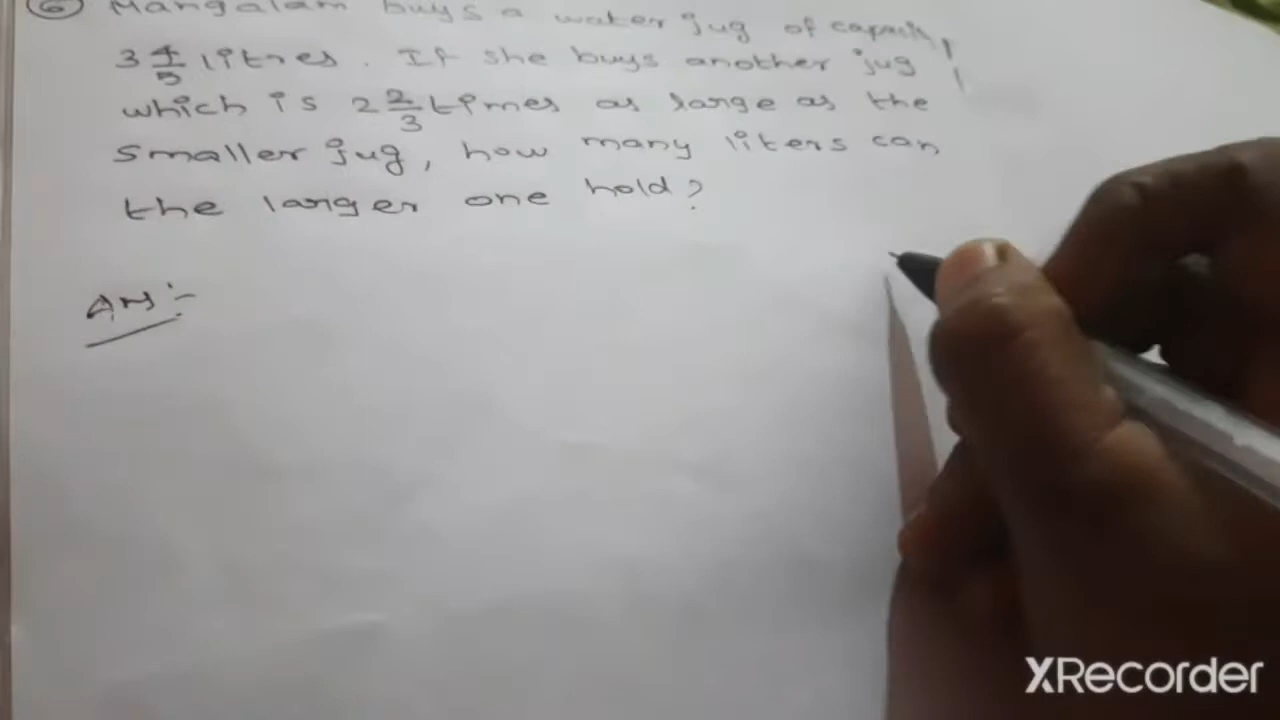 6 Mangalam buys a water jug of capacity
3 4/5 litres. If she buys another jug
which is 2 2/3 times as large as the
smaller jug, how many liters can
the larger one hold?
Ans:-
XRecorder